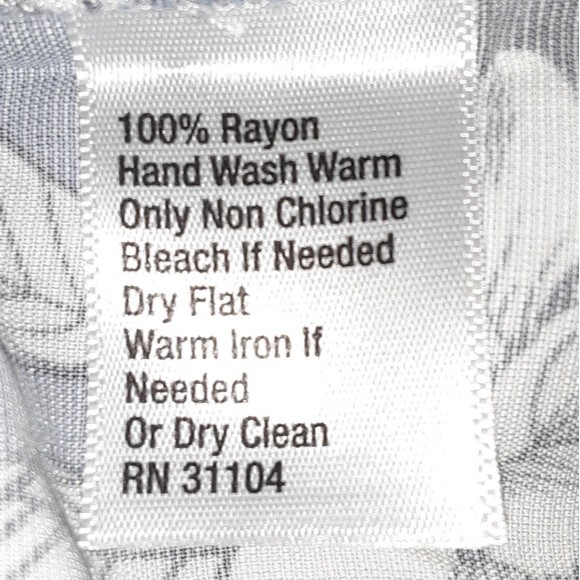 100% Rayon
Hand Wash Warm
Only Non Chlorine
Bleach If Needed
Dry Flat
Warm Iron If
Needed
Or Dry Clean
RN 31104